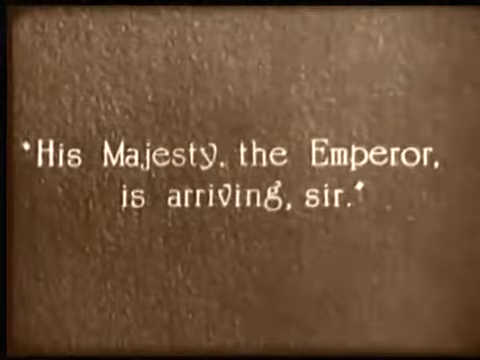 "His Majesty, the Emperor,
is arriving, sir."